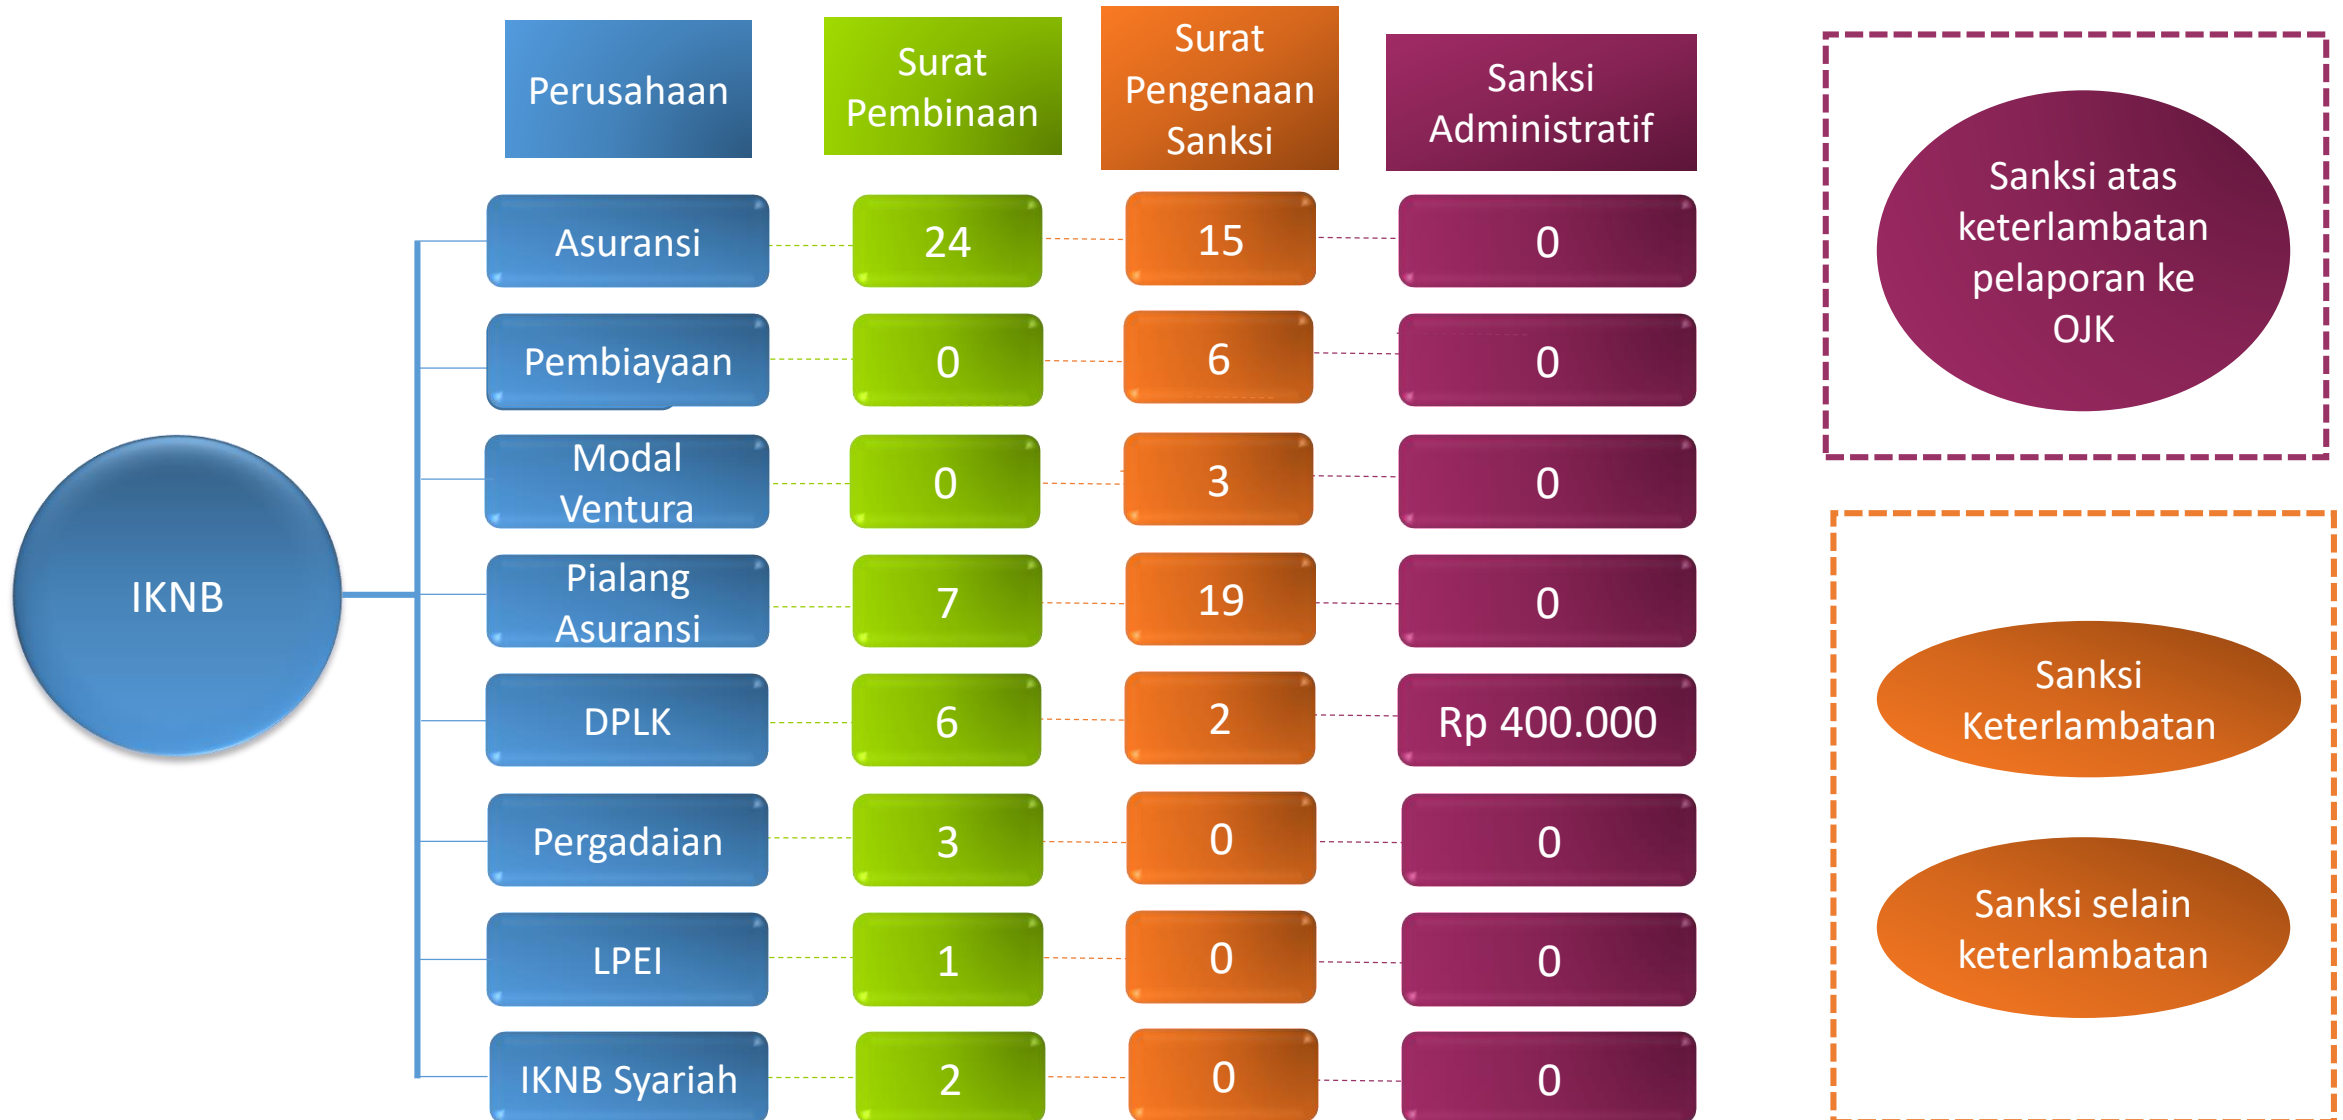 Perusahaan
Surat
Pembinaan
Surat
Pengenaan
Sanksi
Sanksi
Administratif
IKNB
Asuransi
24
15
0
Pembiayaan
0
6
0
Modal
Ventura
0
3
0
Pialang
Asuransi
7
19
0
DPLK
6
2
Rp 400.000
Pergadaian
3
0
0
LPEI
1
0
0
IKNB Syariah
2
0
0
Sanksi atas
keterlambatan
pelaporan ke
OJK
Sanksi
Keterlambatan
Sanksi selain
keterlambatan